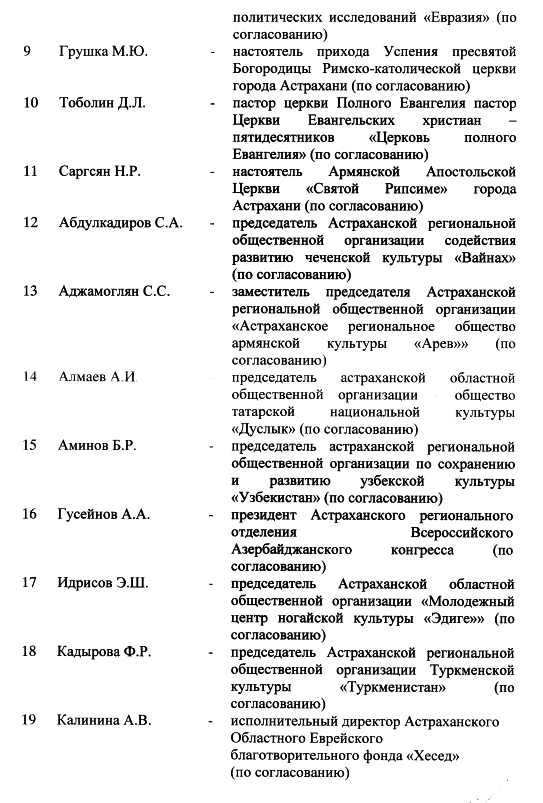 политических исследований «Евразия» (по
согласованию)
9 Грушка М.Ю. - настоятель прихода Успения пресвятой
Богородицы Римско-католической церкви
города Астрахани (по согласованию)
10 Тоболин Д.Л. - пастор церкви Полного Евангелия пастор
Церкви Евангельских христиан –
пятидесятников «Церковь полного
Евангелия» (по согласованию)
11 Саргсян Н.Р. - настоятель Армянской Апостольской
Церкви «Святой Рипсиме» города
Астрахани (по согласованию)
12 Абдулкадиров С.А. - председатель Астраханской региональной
общественной организации содействия
развитию чеченской культуры «Вайнах»
(по согласованию)
13 Аджамоглян С.С. - заместитель председателя Астраханской
региональной общественной организации
«Астраханское региональное общество
армянской культуры «Арев»» (по
согласованию)
14 Алмаев А.И. председатель астраханской областной
общественной организации общество
татарской национальной культуры
«Дуслык» (по согласованию)
15 Аминов Б.Р. - председатель астраханской региональной
общественной организации по сохранению
и развитию узбекской культуры
«Узбекистан» (по согласованию)
16 Гусейнов А.А. - президент Астраханского регионального
отделения Всероссийского
Азербайджанского конгресса (по
согласованию)
17 Идрисов Э.Ш. - председатель Астраханской областной
общественной организации «Молодежный
центр ногайской культуры «Эдиге»» (по
согласованию)
18 Кадырова Ф.Р. - председатель Астраханской региональной
общественной организации Туркменской
культуры «Туркменистан» (по
согласованию)
19 Калинина А.В. - исполнительный директор Астраханского
Областного Еврейского
благотворительного фонда «Хесед»
(по согласованию)